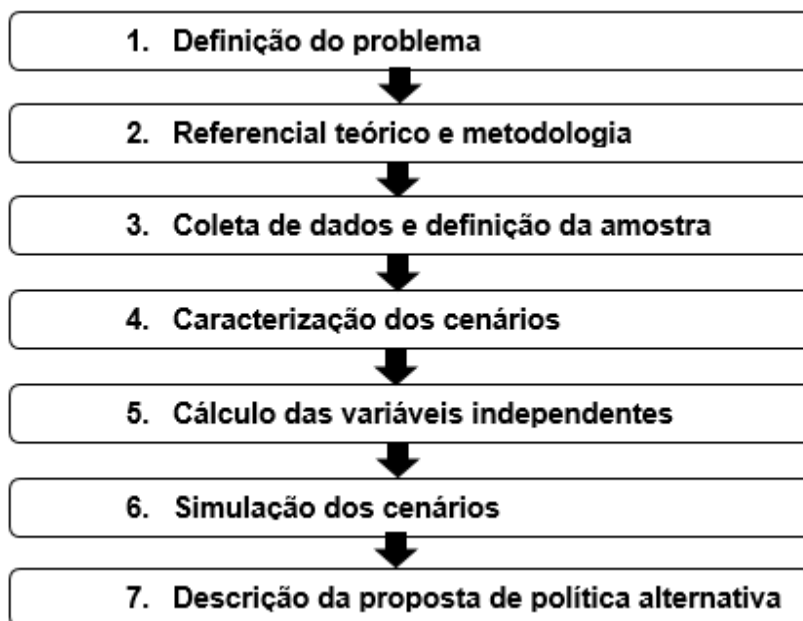 1. Definição do problema
2. Referencial teórico e metodologia
3. Coleta de dados e definição da amostra
4. Caracterização dos cenários
5. Cálculo das variáveis independentes
6. Simulação dos cenários
7. Descrição da proposta de política alternativa